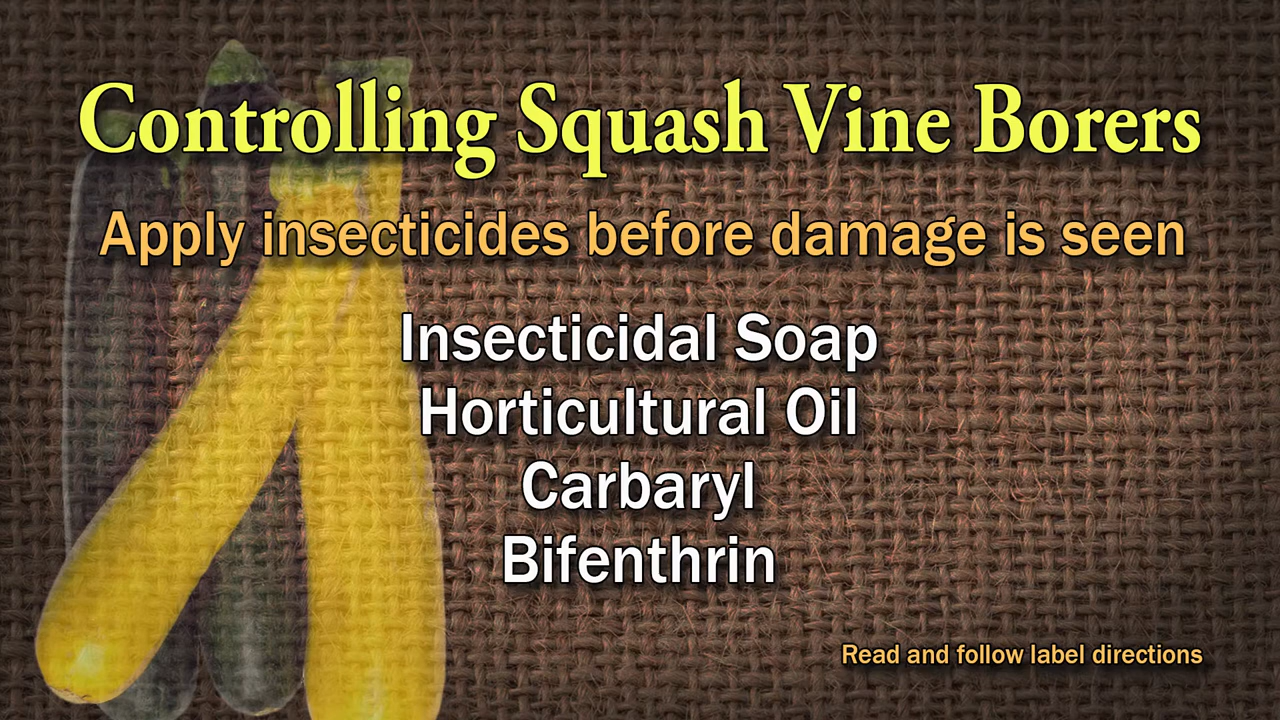 Controlling Squash Vine Borers
Apply insecticides before damage is seen
Insecticidal Soap
Horticultural Oil
Carbaryl
Bifenthrin
Read and follow label directions